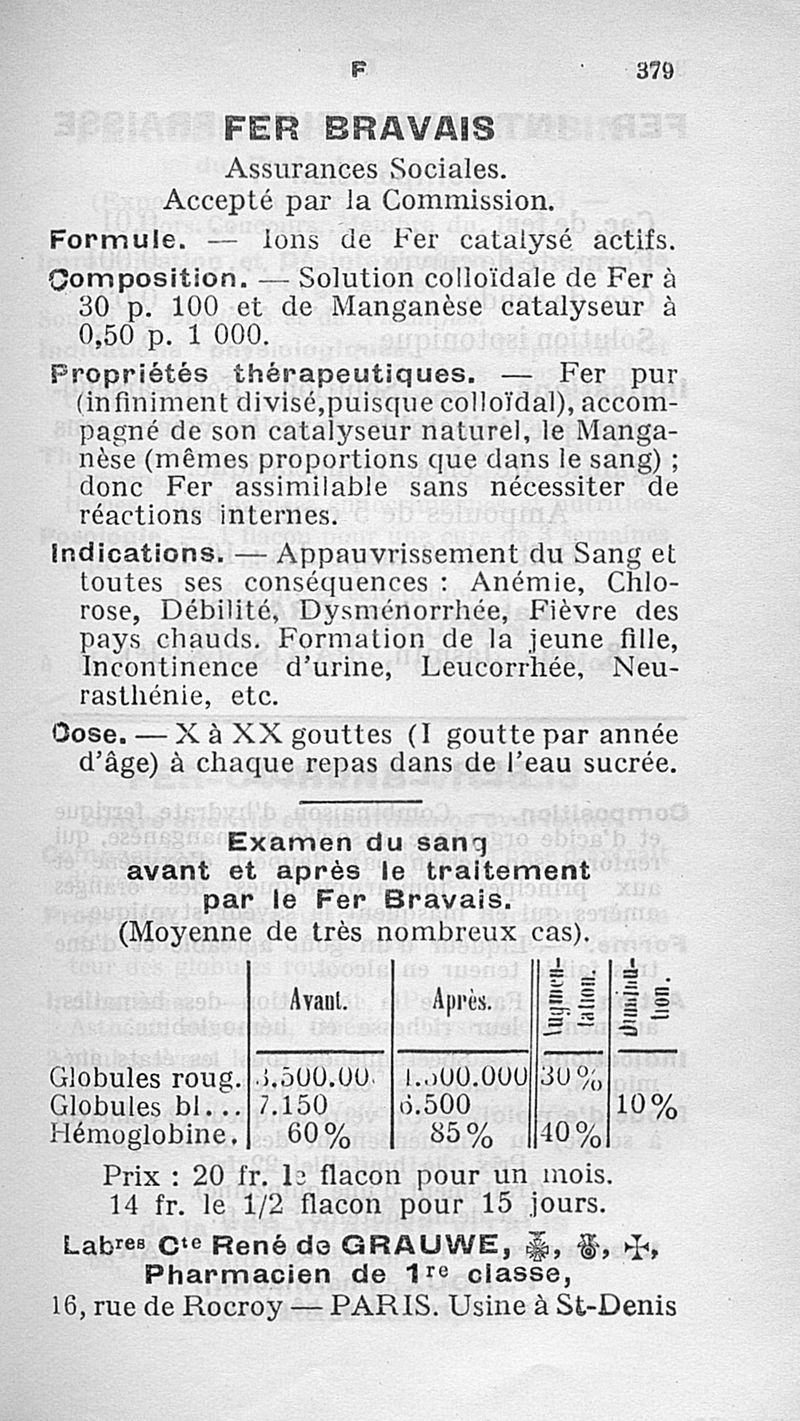 F 379
FER BRAVAIS
Assurances Sociales.
Accepté par la Commission.
Formule. — Ions de Fer catalysé actifs.
Composition. — Solution colloïdale de Fer à
30 p. 100 et de Manganèse catalyseur à
0,50 p. 1 000.
Propriétés thérapeutiques. — Fer pur
(infiniment divisé,puisque colloïdal), accom-
pagné de son catalyseur naturel, le Manga-
nèse (mêmes proportions que dans le sang) ;
donc Fer assimilable sans nécessiter de
réactions internes.
Indications. — Appauvrissement du Sang et
toutes ses conséquences : Anémie, Chlo-
rose, Débilité, Dysménorrhée, Fièvre des
pays chauds. Formation de la jeune fille,
Incontinence d'urine, Leucorrhée, Neu-
rasthénie, etc.
Dose. — X à XX gouttes (I goutte par année
d'âge) à chaque repas dans de l'eau sucrée.
Examen du sang
avant et après le traitement
par le Fer Bravais.
(Moyenne de très nombreux cas).
Avant. Après. Augmen-
tation. diminu-
tion.
Globules roug. 30%
Globules bl... 7.150 6.500 10%
Hémoglobine. 60% 85% 40%
Prix : 20 fr. le flacon pour un mois.
14 fr. le 1/2 flacon pour 15 jours.
Labres Cte René de GRAUWE,
Pharmacien de 1re classe,
16, rue de Rocroy — PARIS. Usine à St-Denis